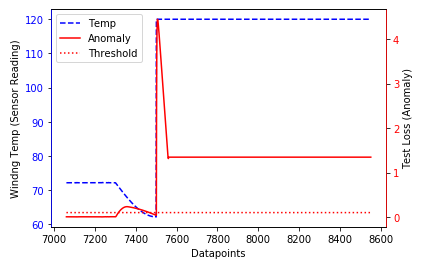 Temp
Anomaly
Threshold
120
110
100
90
80
70
60
Windng Temp (Sensor Reading)
4
3
2
1
0
Test Loss (Anomaly)
7000 7200 7400 7600 7800 8000 8200 8400 8600
Datapoints